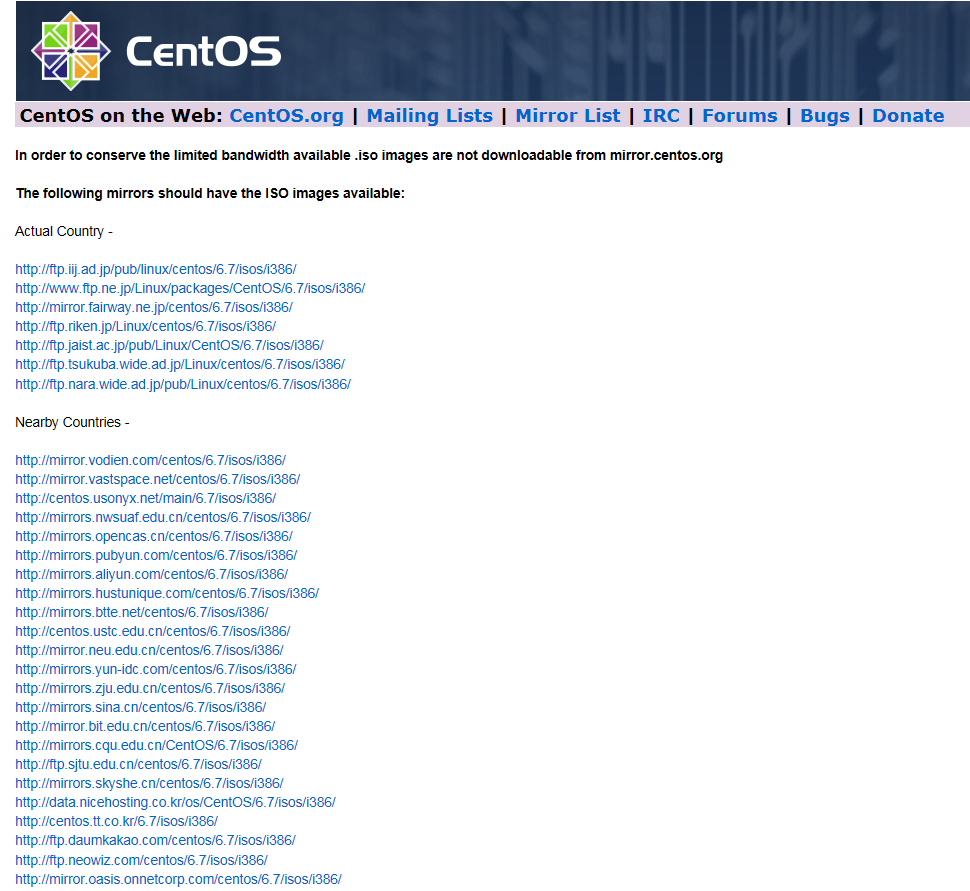 CentOS
CentOS on the Web: CentOS.org | Mailing Lists | Mirror List | IRC | Forums | Bugs | Donate
In order to conserve the limited bandwidth available .iso images are not downloadable from mirror.centos.org
The following mirrors should have the ISO images available:
Actual Country -
http://ftp.iij.ad.jp/pub/linux/centos/6.7/isos/i386/
http://www.ftp.ne.jp/Linux/packages/CentOS/6.7/isos/i386/
http://mirror.fairway.ne.jp/centos/6.7/isos/i386/
http://ftp.riken.jp/Linux/centos/6.7/isos/i386/
http://ftp.jaist.ac.jp/pub/Linux/CentOS/6.7/isos/i386/
http://ftp.tsukuba.wide.ad.jp/Linux/centos/6.7/isos/i386/
http://ftp.nara.wide.ad.jp/pub/Linux/centos/6.7/isos/i386/
Nearby Countries -
http://mirror.vodien.com/centos/6.7/isos/i386/
http://mirror.vastspace.net/centos/6.7/isos/i386/
http://centos.usonyx.net/main/6.7/isos/i386/
http://mirrors.nwsuaf.edu.cn/centos/6.7/isos/i386/
http://mirrors.opencas.cn/centos/6.7/isos/i386/
http://mirrors.pubyun.com/centos/6.7/isos/i386/
http://mirrors.aliyun.com/centos/6.7/isos/i386/
http://mirrors.hustunique.com/centos/6.7/isos/i386/
http://mirrors.btte.net/centos/6.7/isos/i386/
http://centos.ustc.edu.cn/centos/6.7/isos/i386/
http://mirror.neu.edu.cn/centos/6.7/isos/i386/
http://mirrors.yun-idc.com/centos/6.7/isos/i386/
http://mirrors.zju.edu.cn/centos/6.7/isos/i386/
http://mirrors.sina.cn/centos/6.7/isos/i386/
http://mirror.bit.edu.cn/centos/6.7/isos/i386/
http://mirrors.cqu.edu.cn/CentOS/6.7/isos/i386/
http://ftp.sjtu.edu.cn/centos/6.7/isos/i386/
http://mirrors.skyshe.cn/centos/6.7/isos/i386/
http://data.nicehosting.co.kr/os/CentOS/6.7/isos/i386/
http://centos.tt.co.kr/6.7/isos/i386/
http://ftp.daumkakao.com/centos/6.7/isos/i386/
http://ftp.neowiz.com/centos/6.7/isos/i386/
http://mirror.oasis.onnetcorp.com/centos/6.7/isos/i386/